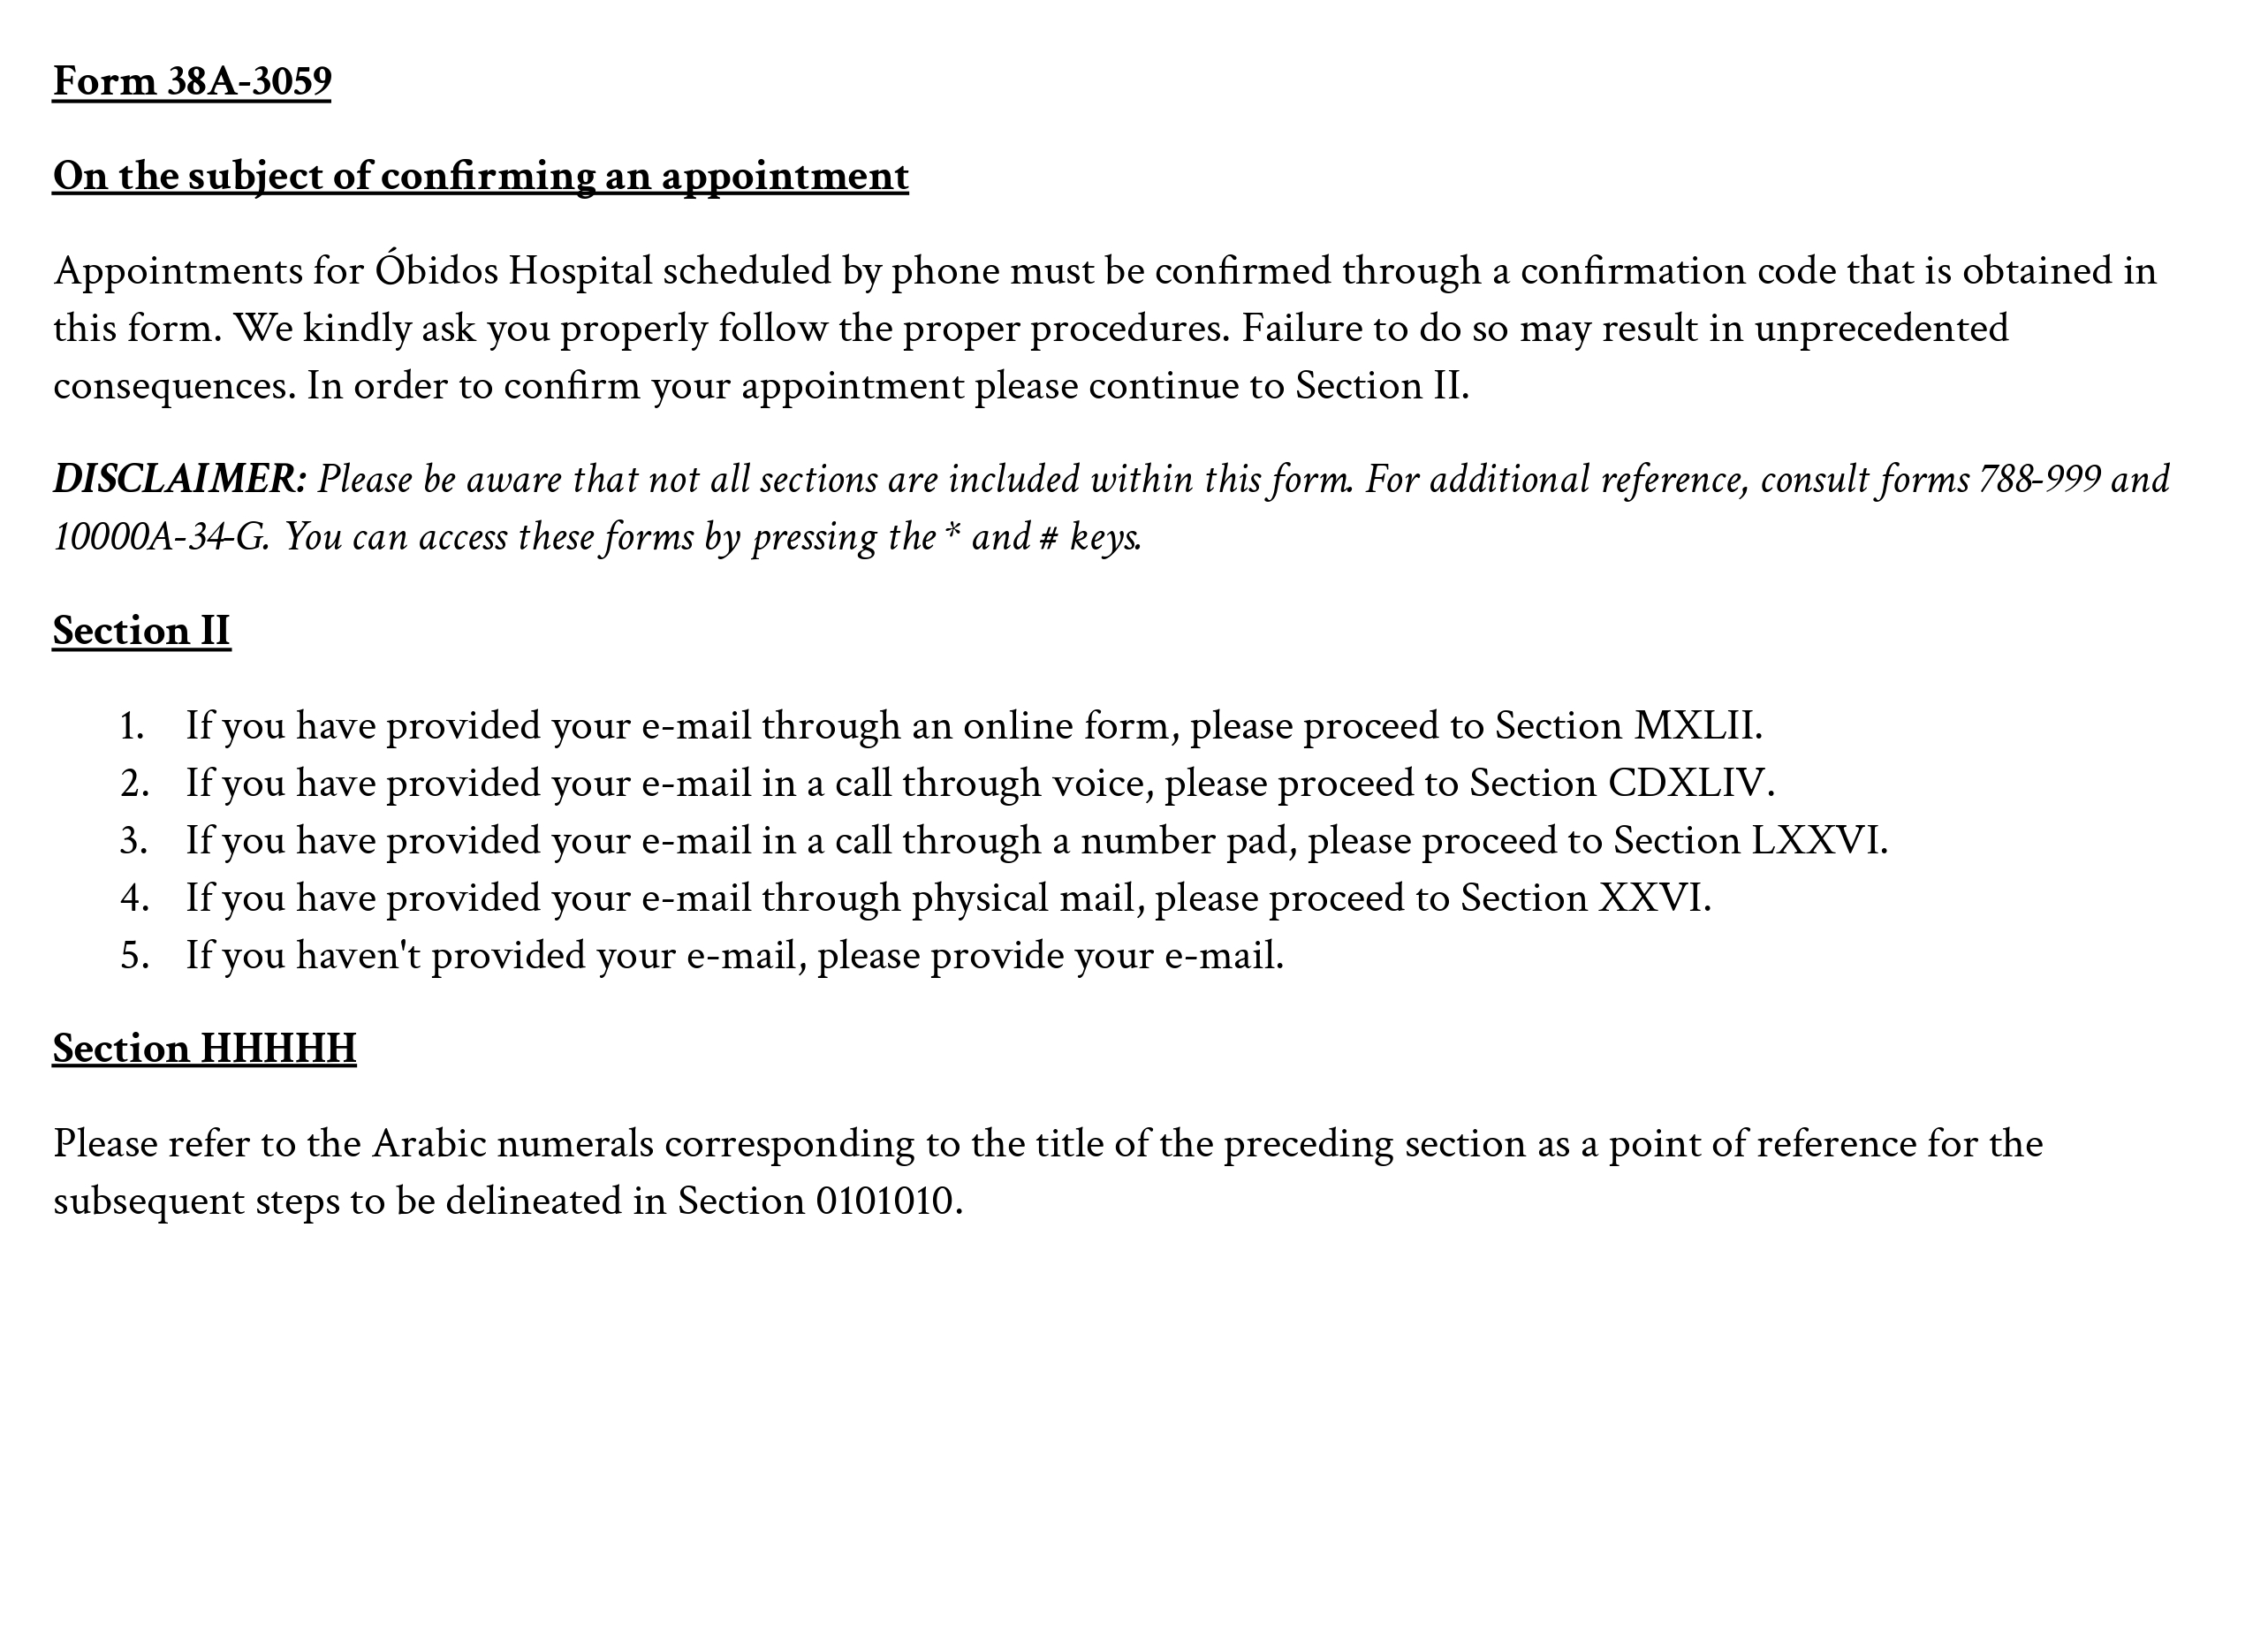 Form 38A-3059
On the subject of confirming an appointment
Appointments for Óbidos Hospital scheduled by phone must be confirmed through a confirmation code that is obtained in
this form. We kindly ask you properly follow the proper procedures. Failure to do so may result in unprecedented
consequences. In order to confirm your appointment please continue to Section II.
DISCLAIMER: Please be aware that not all sections are included within this form. For additional reference, consult forms 788-999 and
10000A-34-G. You can access these forms by pressing the * and # keys.
Section II
1. If you have provided your e-mail through an online form, please proceed to Section MXLII.
2. If you have provided your e-mail in a call through voice, please proceed to Section CDXLIV.
3. If you have provided your e-mail in a call through a number pad, please proceed to Section LXXVI.
4. If you have provided your e-mail through physical mail, please proceed to Section XXVI.
5. If you haven't provided your e-mail, please provide your e-mail.
Section HHHHH
Please refer to the Arabic numerals corresponding to the title of the preceding section as a point of reference for the
subsequent steps to be delineated in Section 0101010.